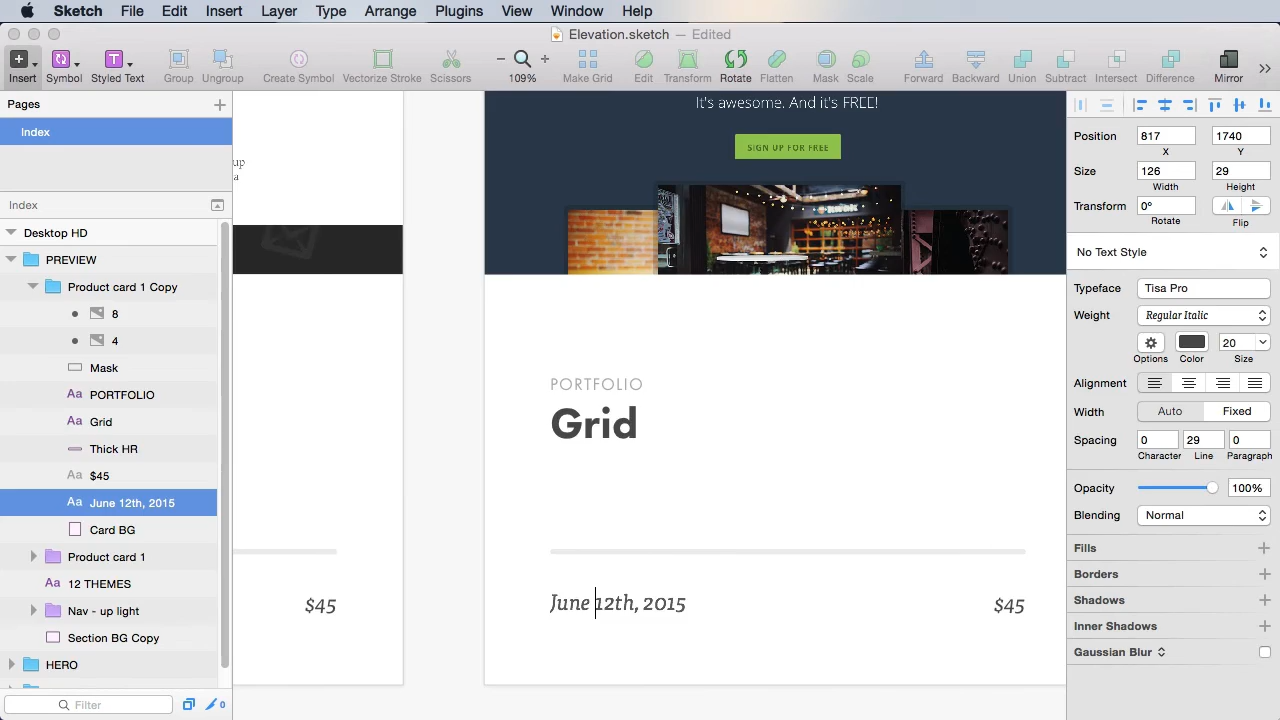 Sketch File Edit Insert Layer Type Arrange Plugins View Window Help
Elevation.sketch — Edited
Insert Symbol Styled Text Group Ungroup Create Symbol Vectorize Stroke Scissors 109% Make Grid Edit Transform Rotate Flatten Mask Scale Forward Backward Union Subtract Intersect Difference Mirror
Pages
Index
Index
Desktop HD
PREVIEW
Product card 1 Copy
8
4
Mask
Aa PORTFOLIO
Aa Grid
Thick HR
Aa $45
Aa June 12th, 2015
Card BG
Product card 1
Aa 12 THEMES
Nav - up light
Section BG Copy
HERO
Filter
0
up
a
$45
It's awesome. And it's FREE!
SIGN UP FOR FREE
PORTFOLIO
Grid
June 12th, 2015
$45
Position 817 1740
X Y
Size 126 29
Width Height
Transform 0º
Rotate Flip
No Text Style
Typeface Tisa Pro
Weight Regular Italic
20
Options Color Size
Alignment
Width Auto Fixed
Spacing 0 29 0
Character Line Paragraph
Opacity 100%
Blending Normal
Fills
Borders
Shadows
Inner Shadows
Gaussian Blur